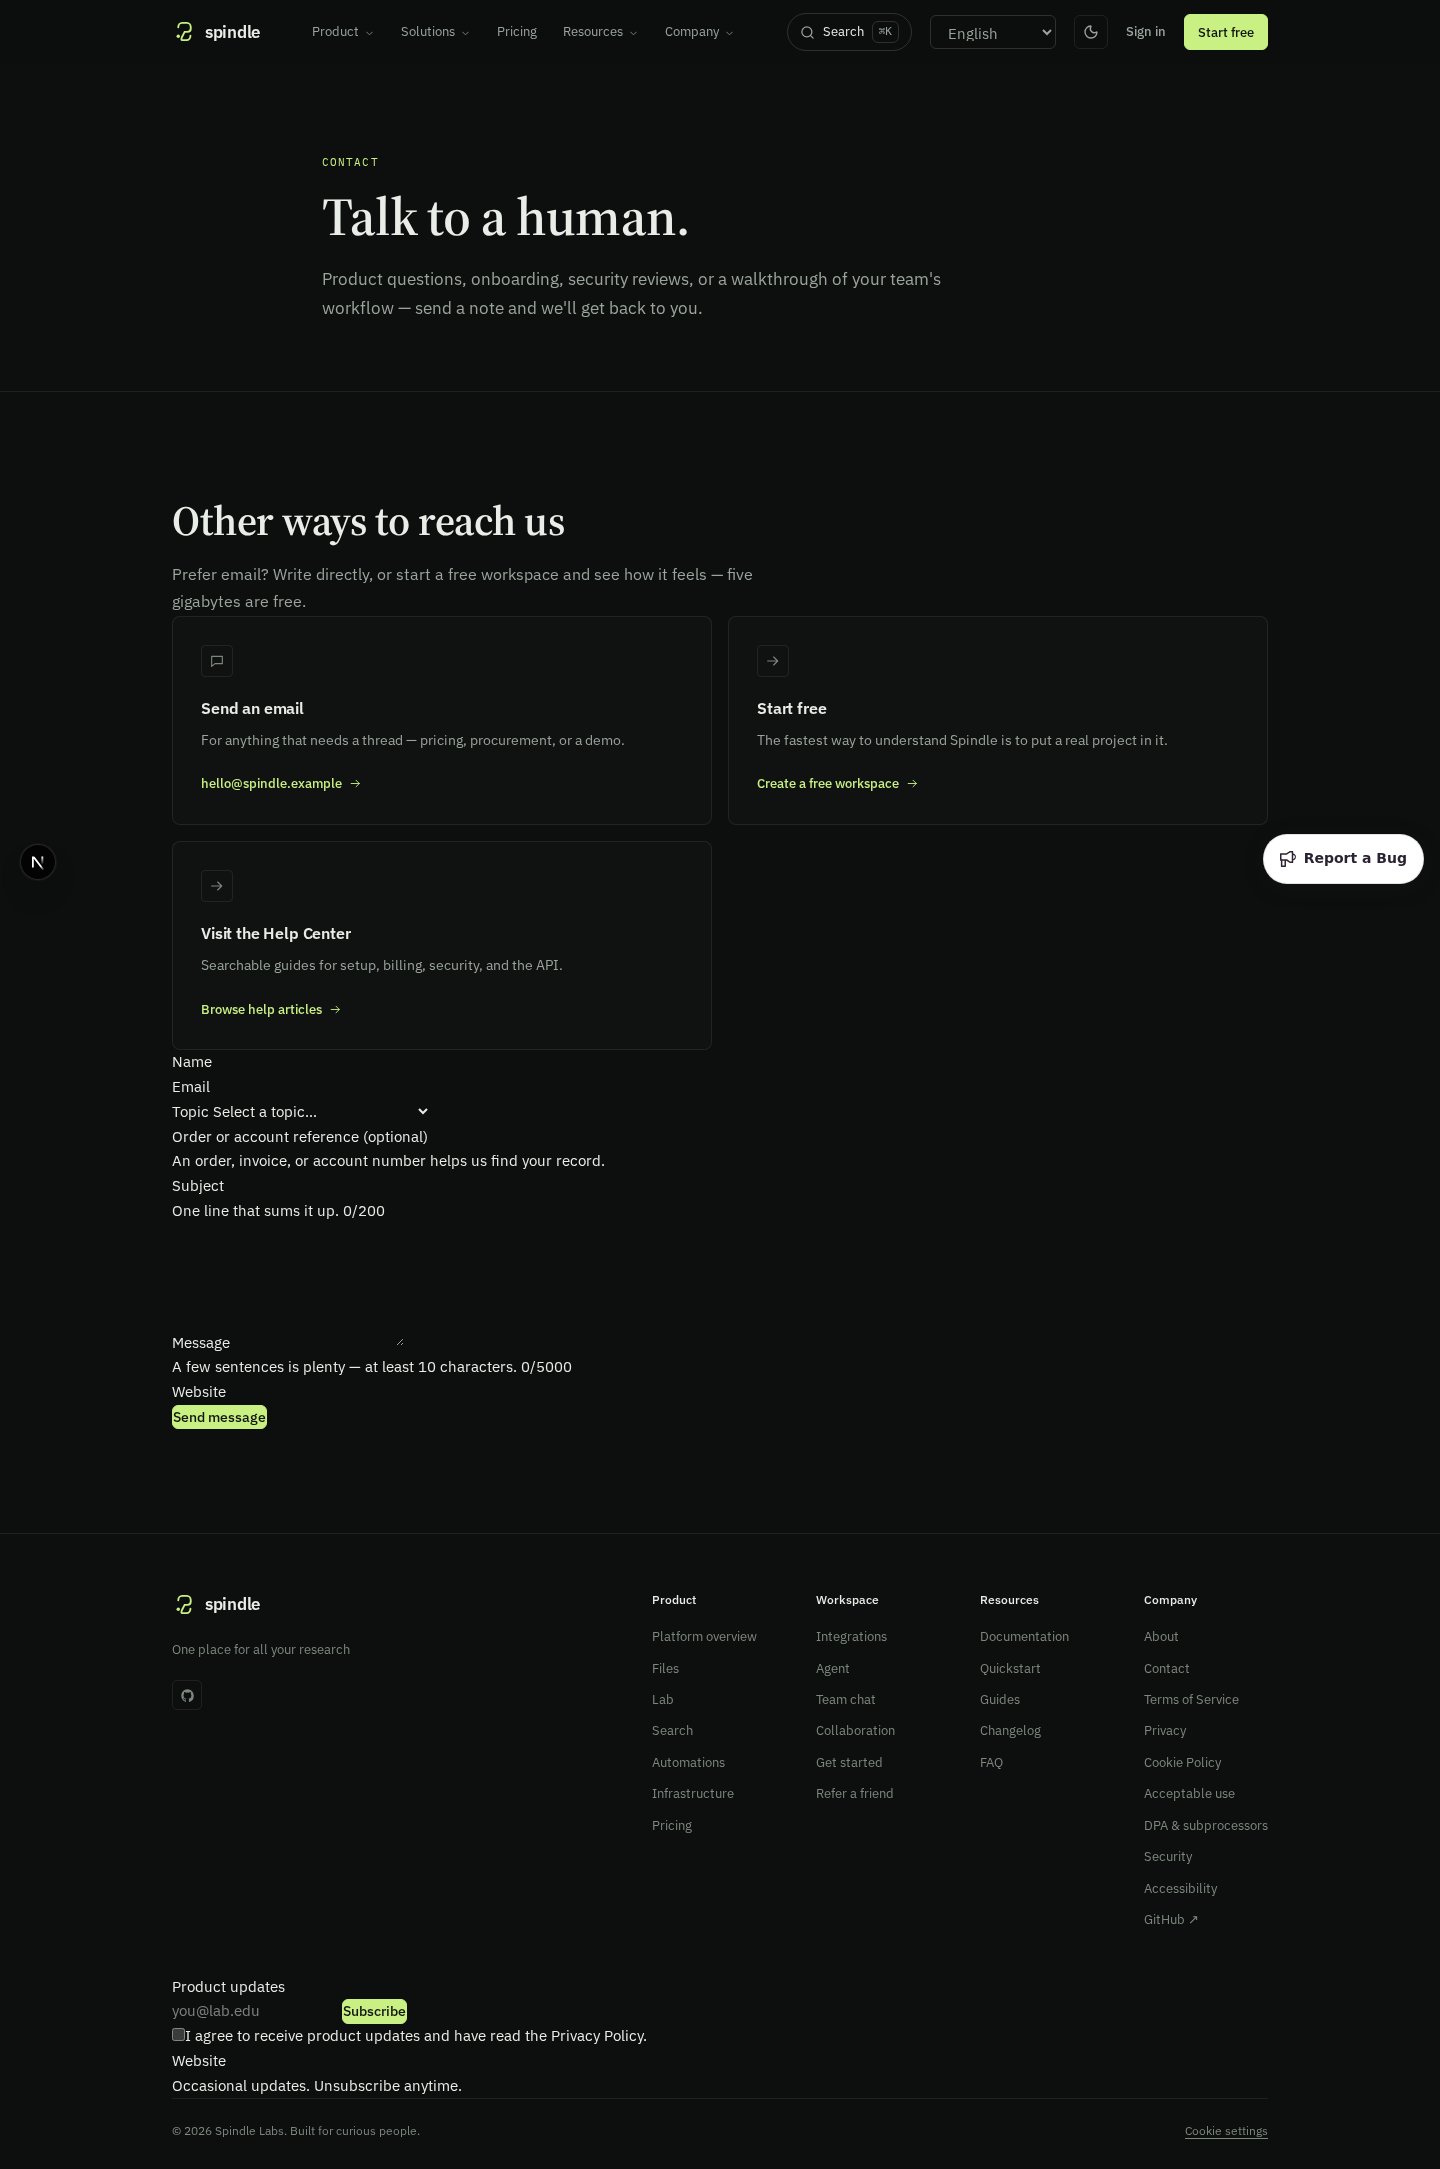 spindle
Product
Solutions
Pricing
Resources
Company
Search ⌘K
English
Sign in
Start free
CONTACT
Talk to a human.
Product questions, onboarding, security reviews, or a walkthrough of your team's
workflow — send a note and we'll get back to you.
Other ways to reach us
Prefer email? Write directly, or start a free workspace and see how it feels — five
gigabytes are free.
Send an email
For anything that needs a thread — pricing, procurement, or a demo.
hello@spindle.example →
Start free
The fastest way to understand Spindle is to put a real project in it.
Create a free workspace →
Report a Bug
Visit the Help Center
Searchable guides for setup, billing, security, and the API.
Browse help articles →
Name
Email
Topic Select a topic...
Order or account reference (optional)
An order, invoice, or account number helps us find your record.
Subject
One line that sums it up. 0/200
Message
A few sentences is plenty — at least 10 characters. 0/5000
Website
Send message
spindle
One place for all your research
Product
Platform overview
Files
Lab
Search
Automations
Infrastructure
Pricing
Workspace
Integrations
Agent
Team chat
Collaboration
Get started
Refer a friend
Resources
Documentation
Quickstart
Guides
Changelog
FAQ
Company
About
Contact
Terms of Service
Privacy
Cookie Policy
Acceptable use
DPA & subprocessors
Security
Accessibility
GitHub ↗
Product updates
you@lab.edu
Subscribe
I agree to receive product updates and have read the Privacy Policy.
Website
Occasional updates. Unsubscribe anytime.
© 2026 Spindle Labs. Built for curious people.
Cookie settings